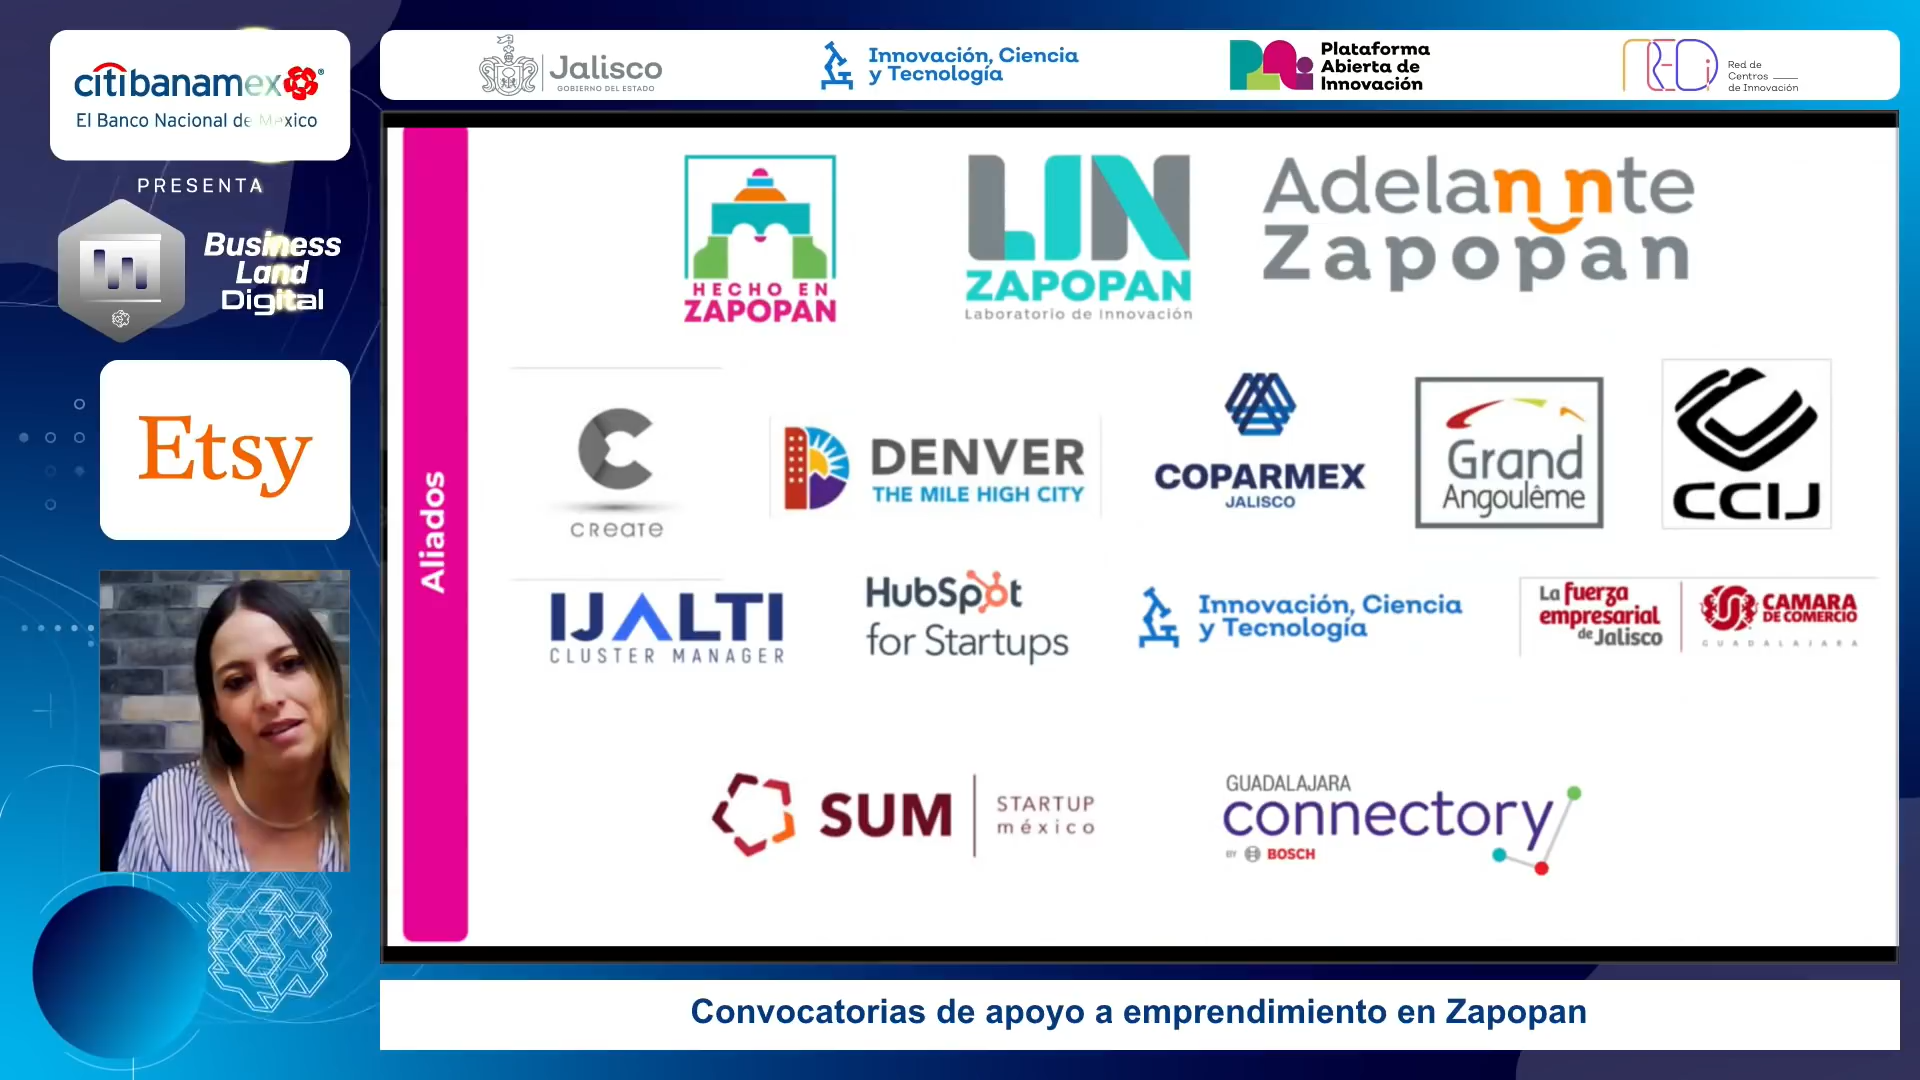 citibanamex
El Banco Nacional de México
PRESENTA
Business
Land
Digital
Etsy
Jalisco
GOBIERNO DEL ESTADO
Innovación, Ciencia
y Tecnología
Plataforma
Abierta de
Innovación
REDi
Red de
Centros
de Innovación
Aliados
HECHO EN
ZAPOPAN
LIN
ZAPOPAN
Laboratorio de Innovación
Adelannte
Zapopan
CREATE
DENVER
THE MILE HIGH CITY
COPARMEX
JALISCO
Grand
Angoulême
CCIJ
IJALTI
CLUSTER MANAGER
HubSpot
for Startups
Innovación, Ciencia
y Tecnología
La fuerza
empresarial
de Jalisco
CAMARA
DE COMERCIO
GUADALAJARA
SUM
STARTUP
méxico
GUADALAJARA
connectory
BY BOSCH
Convocatorias de apoyo a emprendimiento en Zapopan